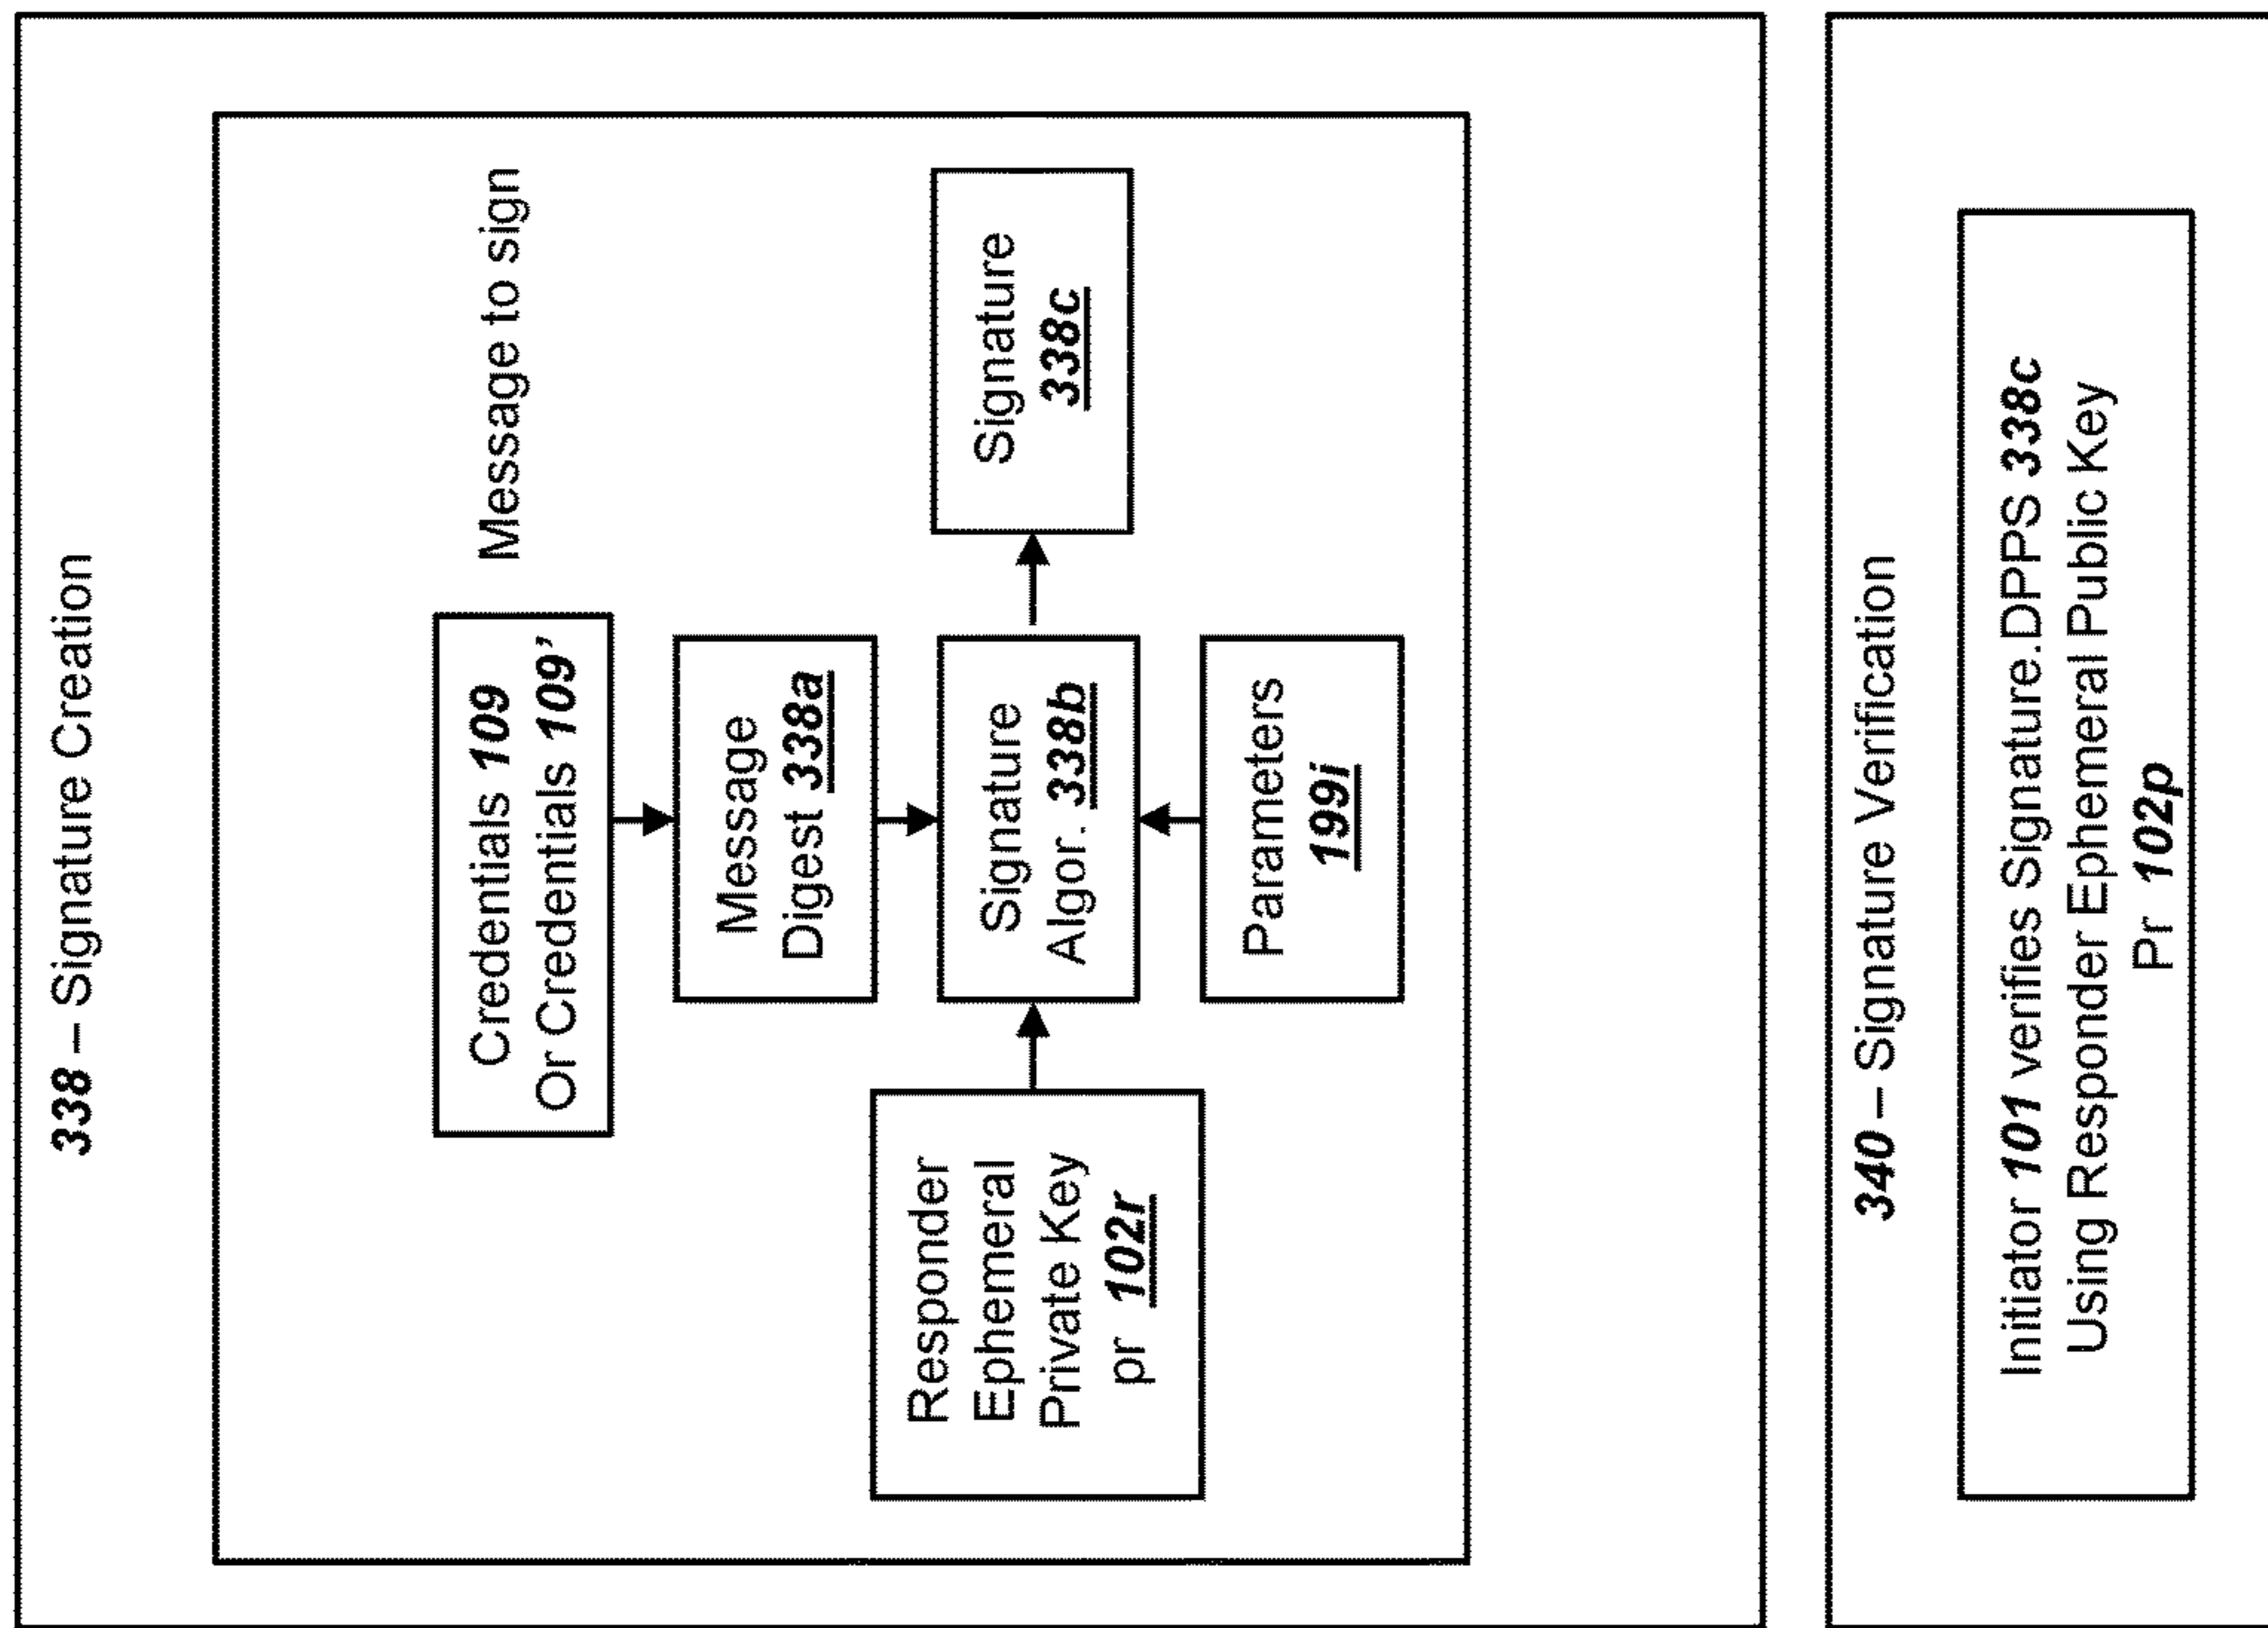 338 – Signature Creation
Credentials 109
Or Credentials 109’
Message to sign
Message
Digest 338a
Responder
Ephemeral
Private Key
pr 102r
Signature
Algor. 338b
Signature
338c
Parameters
199i
340 – Signature Verification
Initiator 101 verifies Signature.DPPS 338c
Using Responder Ephemeral Public Key
Pr 102p